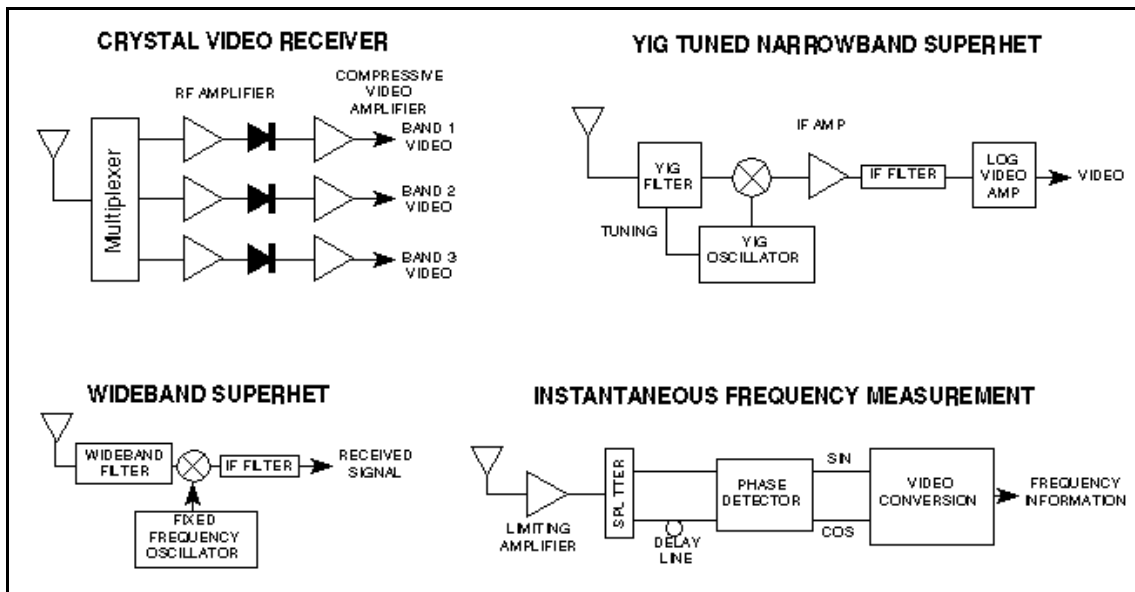 CRYSTAL VIDEO RECEIVER
RF AMPLIFIER
COMPRESSIVE
VIDEO
AMPLIFIER
Multiplexer
BAND 1
VIDEO
BAND 2
VIDEO
BAND 3
VIDEO
YIG TUNED NARROWBAND SUPERHET
IF AMP
YIG
FILTER
IF FILTER
LOG
VIDEO
AMP
VIDEO
TUNING
YIG
OSCILLATOR
WIDEBAND SUPERHET
WIDEBAND
FILTER
IF FILTER
RECEIVED
SIGNAL
FIXED
FREQUENCY
OSCILLATOR
INSTANTANEOUS FREQUENCY MEASUREMENT
LIMITING
AMPLIFIER
SPLITTER
DELAY
LINE
PHASE
DETECTOR
SIN
COS
VIDEO
CONVERSION
FREQUENCY
INFORMATION